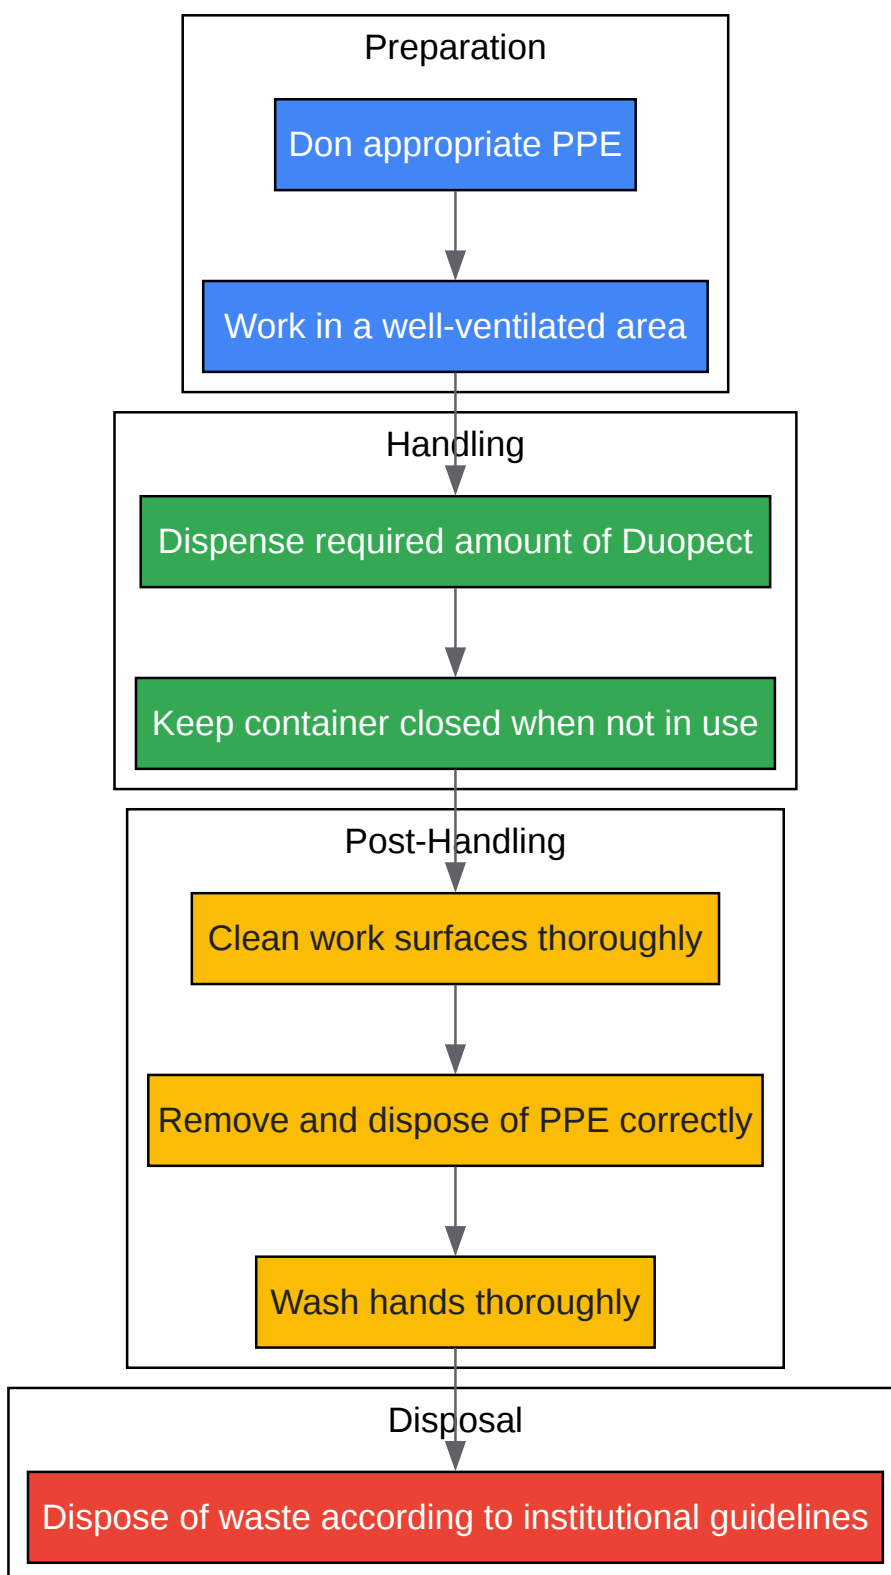 Preparation
Don appropriate PPE
Work in a well-ventilated area
Handling
Dispense required amount of Duopect
Keep container closed when not in use
Post-Handling
Clean work surfaces thoroughly
Remove and dispose of PPE correctly
Wash hands thoroughly
Disposal
Dispose of waste according to institutional guidelines